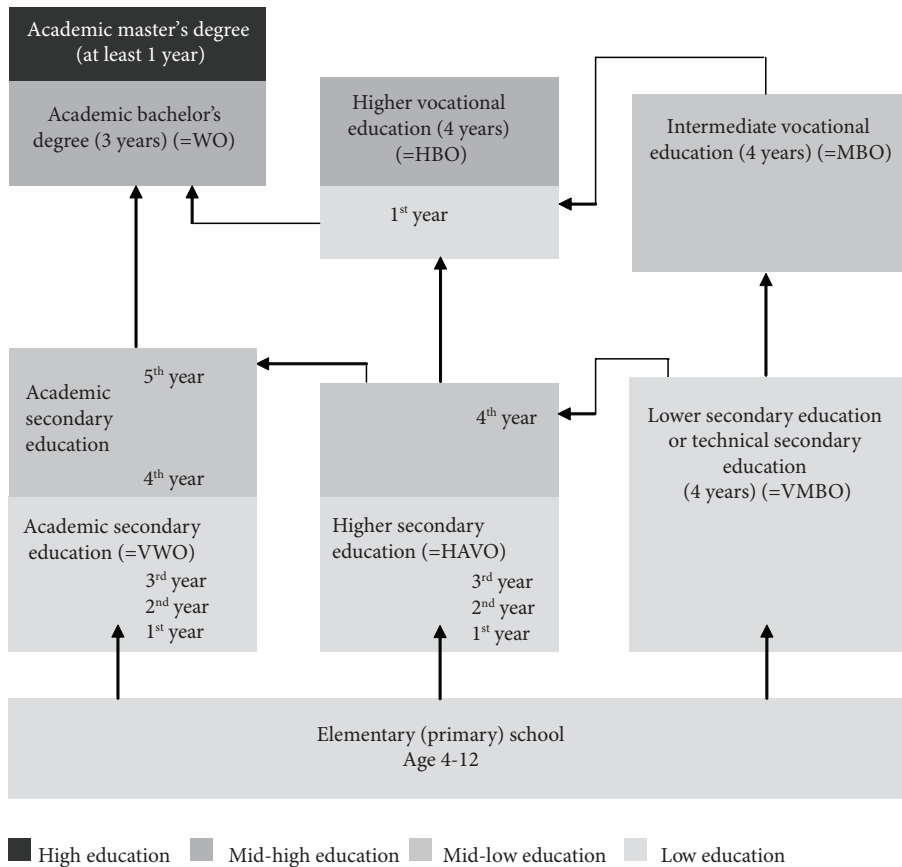 Academic master's degree
(at least 1 year)
Academic bachelor's
degree (3 years) (=WO)
Higher vocational
education (4 years)
(=HBO)
1st year
Intermediate vocational
education (4 years) (=MBO)
Academic
secondary
education
5th year
4th year
Academic secondary
education (=VWO)
3rd year
2nd year
1st year
4th year
Higher secondary
education (=HAVO)
3rd year
2nd year
1st year
Lower secondary education
or technical secondary
education
(4 years) (=VMBO)
Elementary (primary) school
Age 4-12
High education
Mid-high education
Mid-low education
Low education